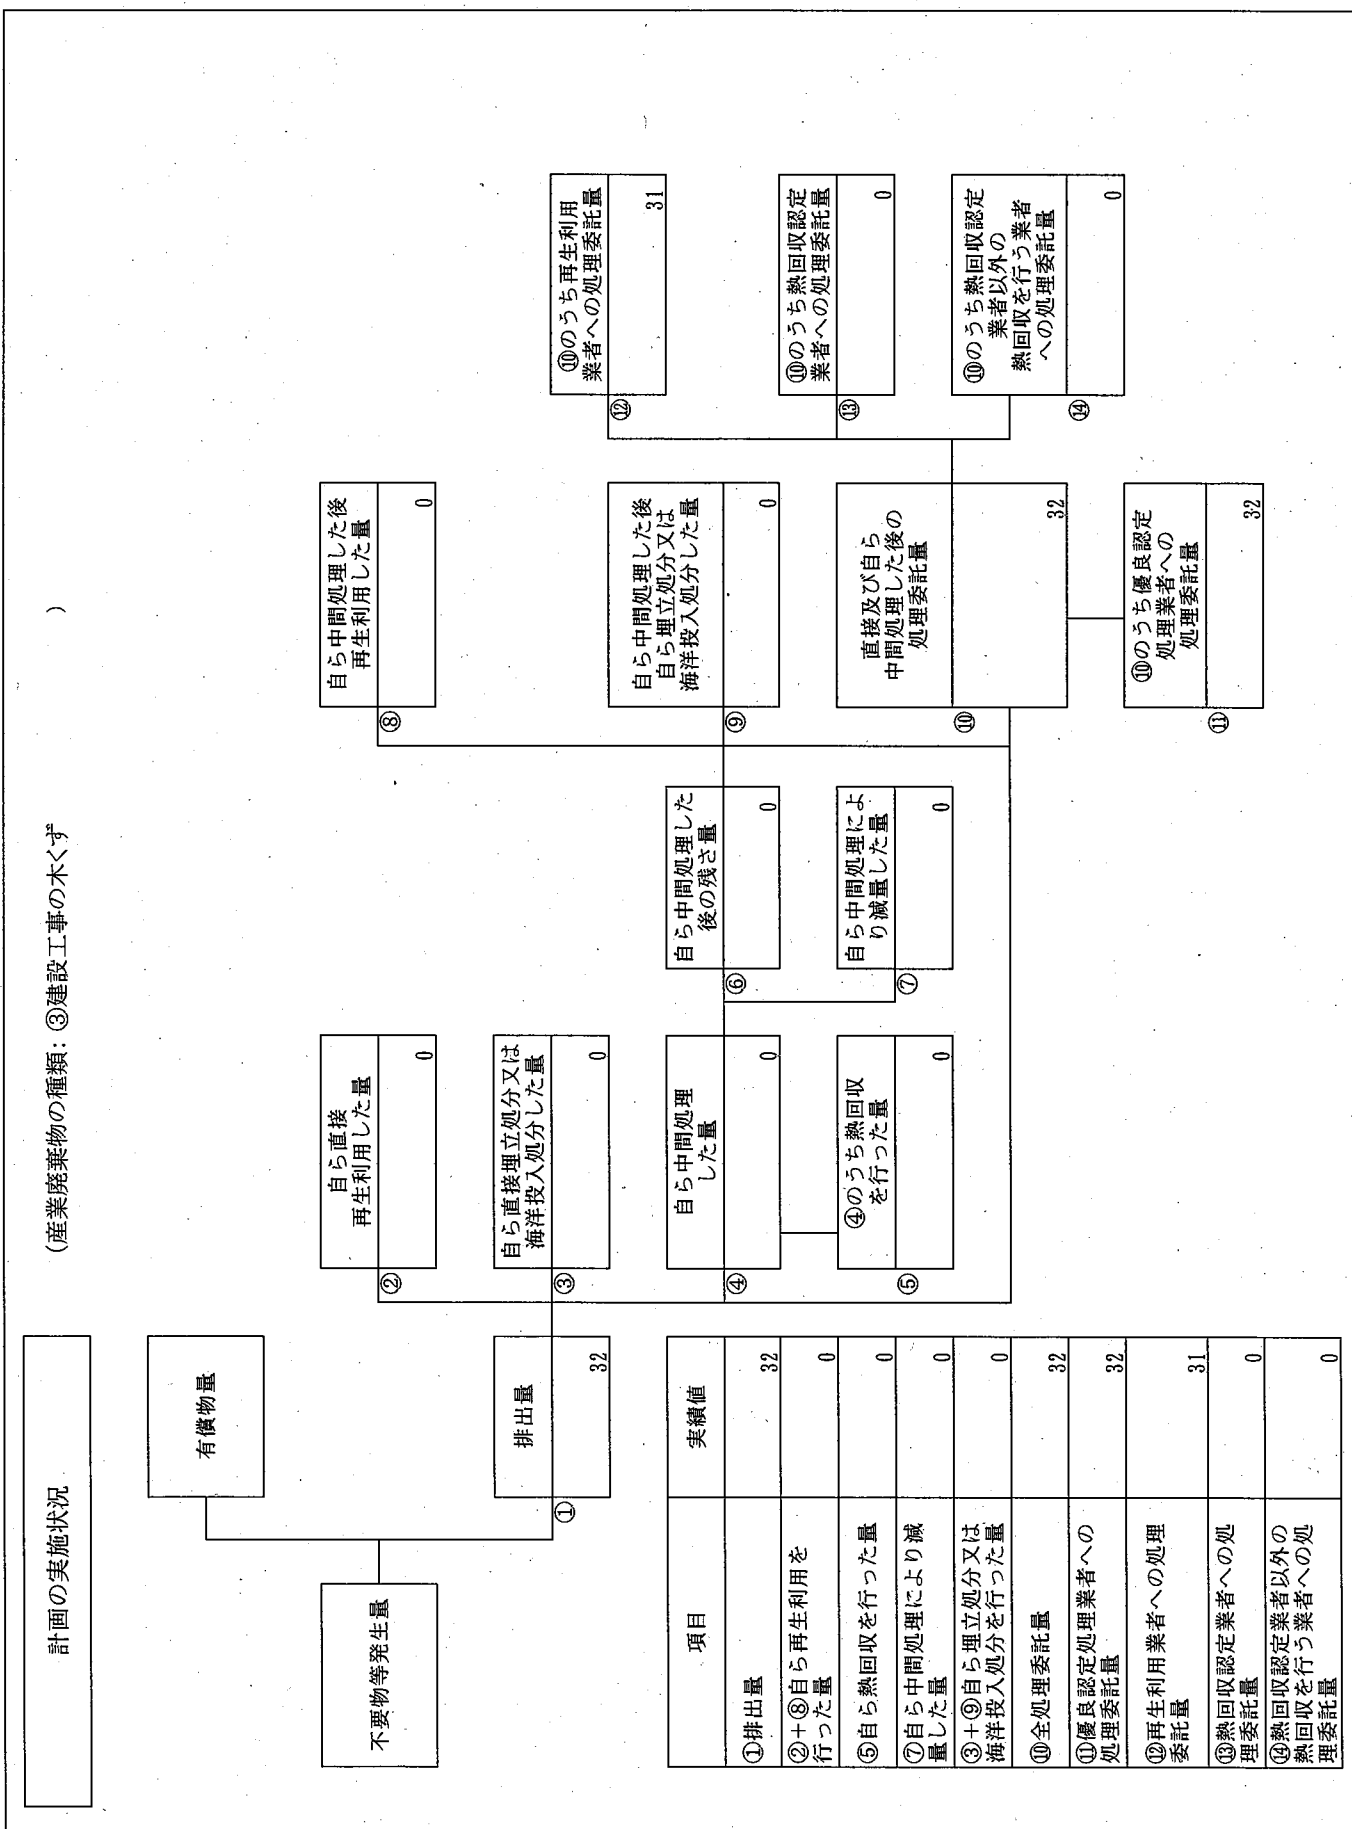 計画の実施状況
(産業廃棄物の種類：③建設工事の木くず　　　　　)
不要物等発生量
有償物量
①
排出量
32
②
自ら直接
再生利用した量
0
③
自ら直接埋立処分又は
海洋投入処分した量
0
④
自ら中間処理
した量
0
⑤
④のうち熱回収
を行った量
0
⑥
自ら中間処理した
後の残さ量
0
⑦
自ら中間処理によ
り減量した量
0
⑧
自ら中間処理した後
再生利用した量
0
⑨
自ら中間処理した後
自ら埋立処分又は
海洋投入処分した量
0
⑩
直接及び自ら
中間処理した後の
処理委託量
32
⑪
⑩のうち優良認定
処理業者への
処理委託量
32
⑫
⑩のうち再生利用
業者への処理委託量
31
⑬
⑩のうち熱回収認定
業者への処理委託量
0
⑭
⑩のうち熱回収認定
業者以外の
熱回収を行う業者
への処理委託量
0
項目
実績値
①排出量
32
②＋⑧自ら再生利用を
行った量
0
⑤自ら熱回収を行った量
0
⑦自ら中間処理により減
量した量
0
③＋⑨自ら埋立処分又は
海洋投入処分を行った量
0
⑩全処理委託量
32
⑪優良認定処理業者への
処理委託量
32
⑫再生利用業者への処理
委託量
31
⑬熱回収認定業者への処
理委託量
0
⑭熱回収認定業者以外の
熱回収を行う業者への処
理委託量
0